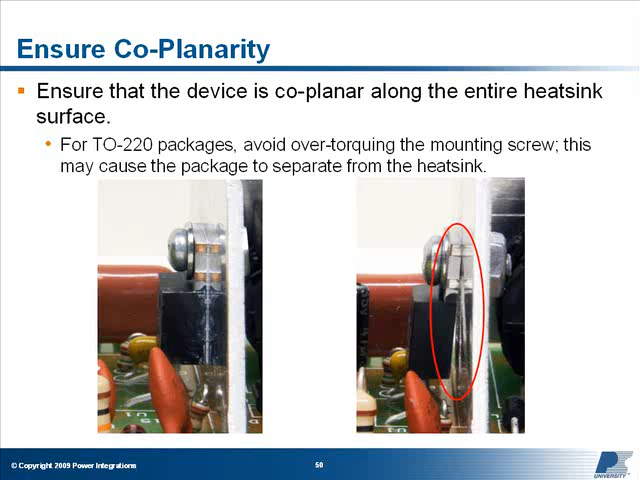 Ensure Co-Planarity
Ensure that the device is co-planar along the entire heatsink
surface.
For TO-220 packages, avoid over-torquing the mounting screw; this
may cause the package to separate from the heatsink.
© Copyright 2009 Power Integrations
50
UNIVERSITY